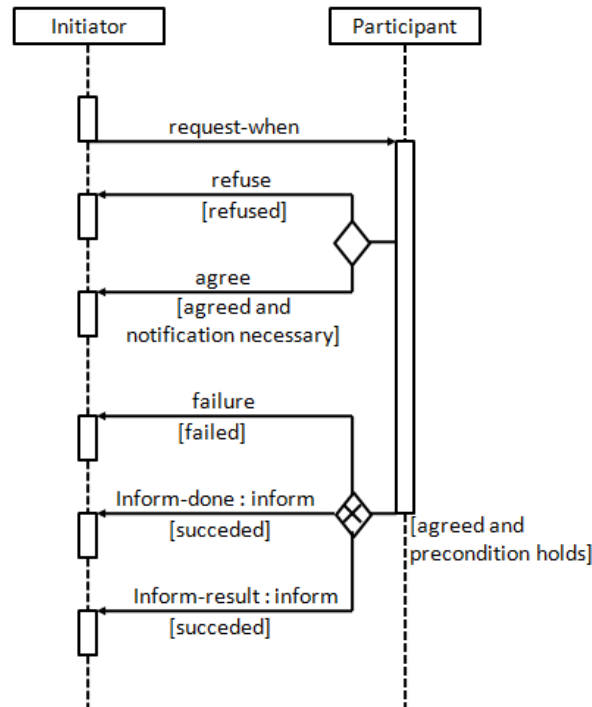 Initiator
Participant
request-when
refuse
[refused]
agree
[agreed and
notification necessary]
failure
[failed]
Inform-done : inform
[succeded]
[agreed and
precondition holds]
Inform-result : inform
[succeded]